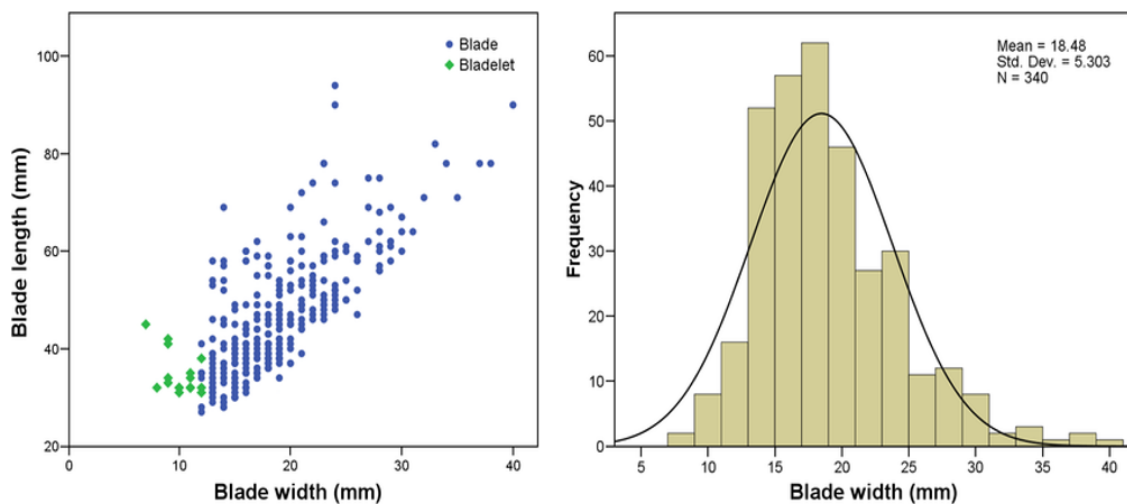 Blade length (mm)
100
80
60
40
20
0
10
20
30
40
Blade width (mm)
Blade
Bladelet
Frequency
60
50
40
30
20
10
0
5
10
15
20
25
30
35
40
Blade width (mm)
Mean = 18.48
Std. Dev. = 5.303
N = 340